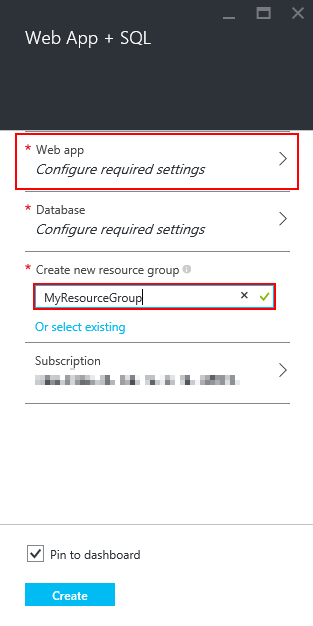 Web App + SQL
* Web app
Configure required settings
* Database
Configure required settings
* Create new resource group
MyResourceGroup
Or select existing
Subscription
Pin to dashboard
Create